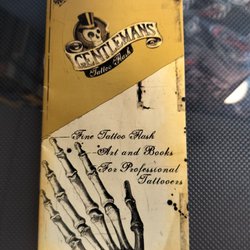 GENTLEMANS
Tattoo Flash
Fine Tattoo Flash
Art and Books
For Professional
Tattooers